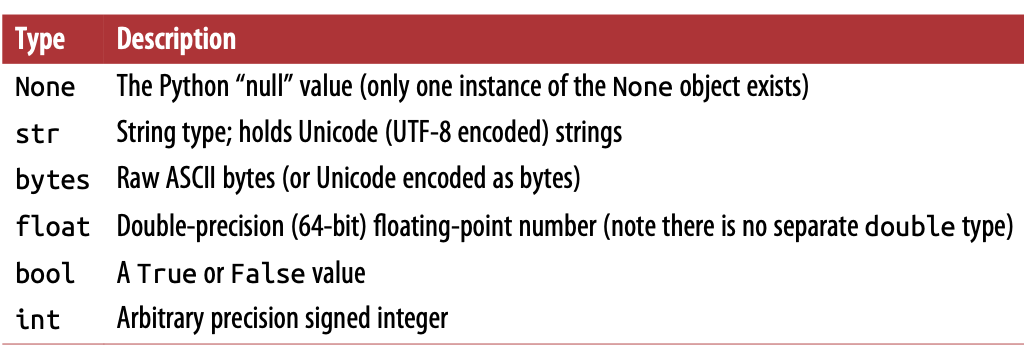 Type Description
None The Python “null” value (only one instance of the None object exists)
str String type; holds Unicode (UTF-8 encoded) strings
bytes Raw ASCII bytes (or Unicode encoded as bytes)
float Double-precision (64-bit) floating-point number (note there is no separate double type)
bool A True or False value
int Arbitrary precision signed integer